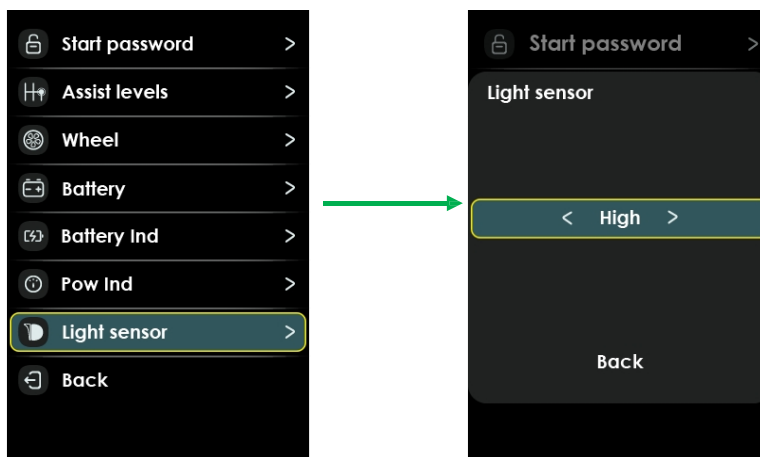 Start password >
Assist levels >
Wheel >
Battery >
Battery Ind >
Pow Ind >
Light sensor >
Back
Start password >
Light sensor
< High >
Back